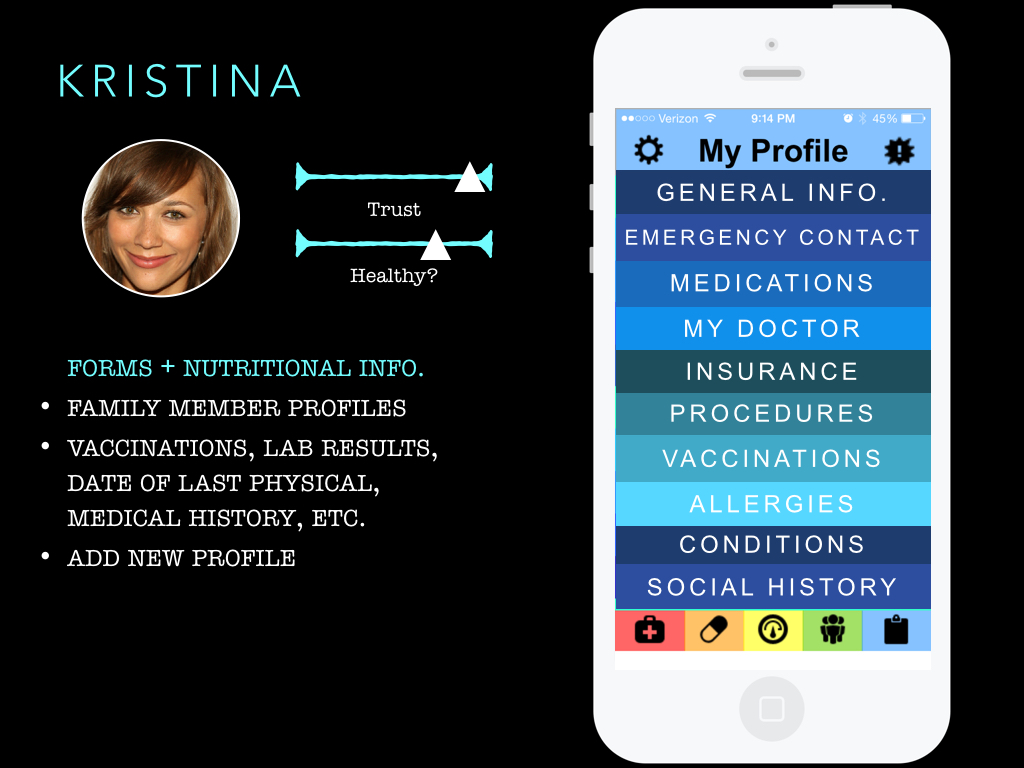 KRISTINA
Trust
Healthy?
FORMS + NUTRITIONAL INFO.
• FAMILY MEMBER PROFILES
• VACCINATIONS, LAB RESULTS,
DATE OF LAST PHYSICAL,
MEDICAL HISTORY, ETC.
• ADD NEW PROFILE
Verizon 9:14 PM 45%
My Profile
GENERAL INFO.
EMERGENCY CONTACT
MEDICATIONS
MY DOCTOR
INSURANCE
PROCEDURES
VACCINATIONS
ALLERGIES
CONDITIONS
SOCIAL HISTORY